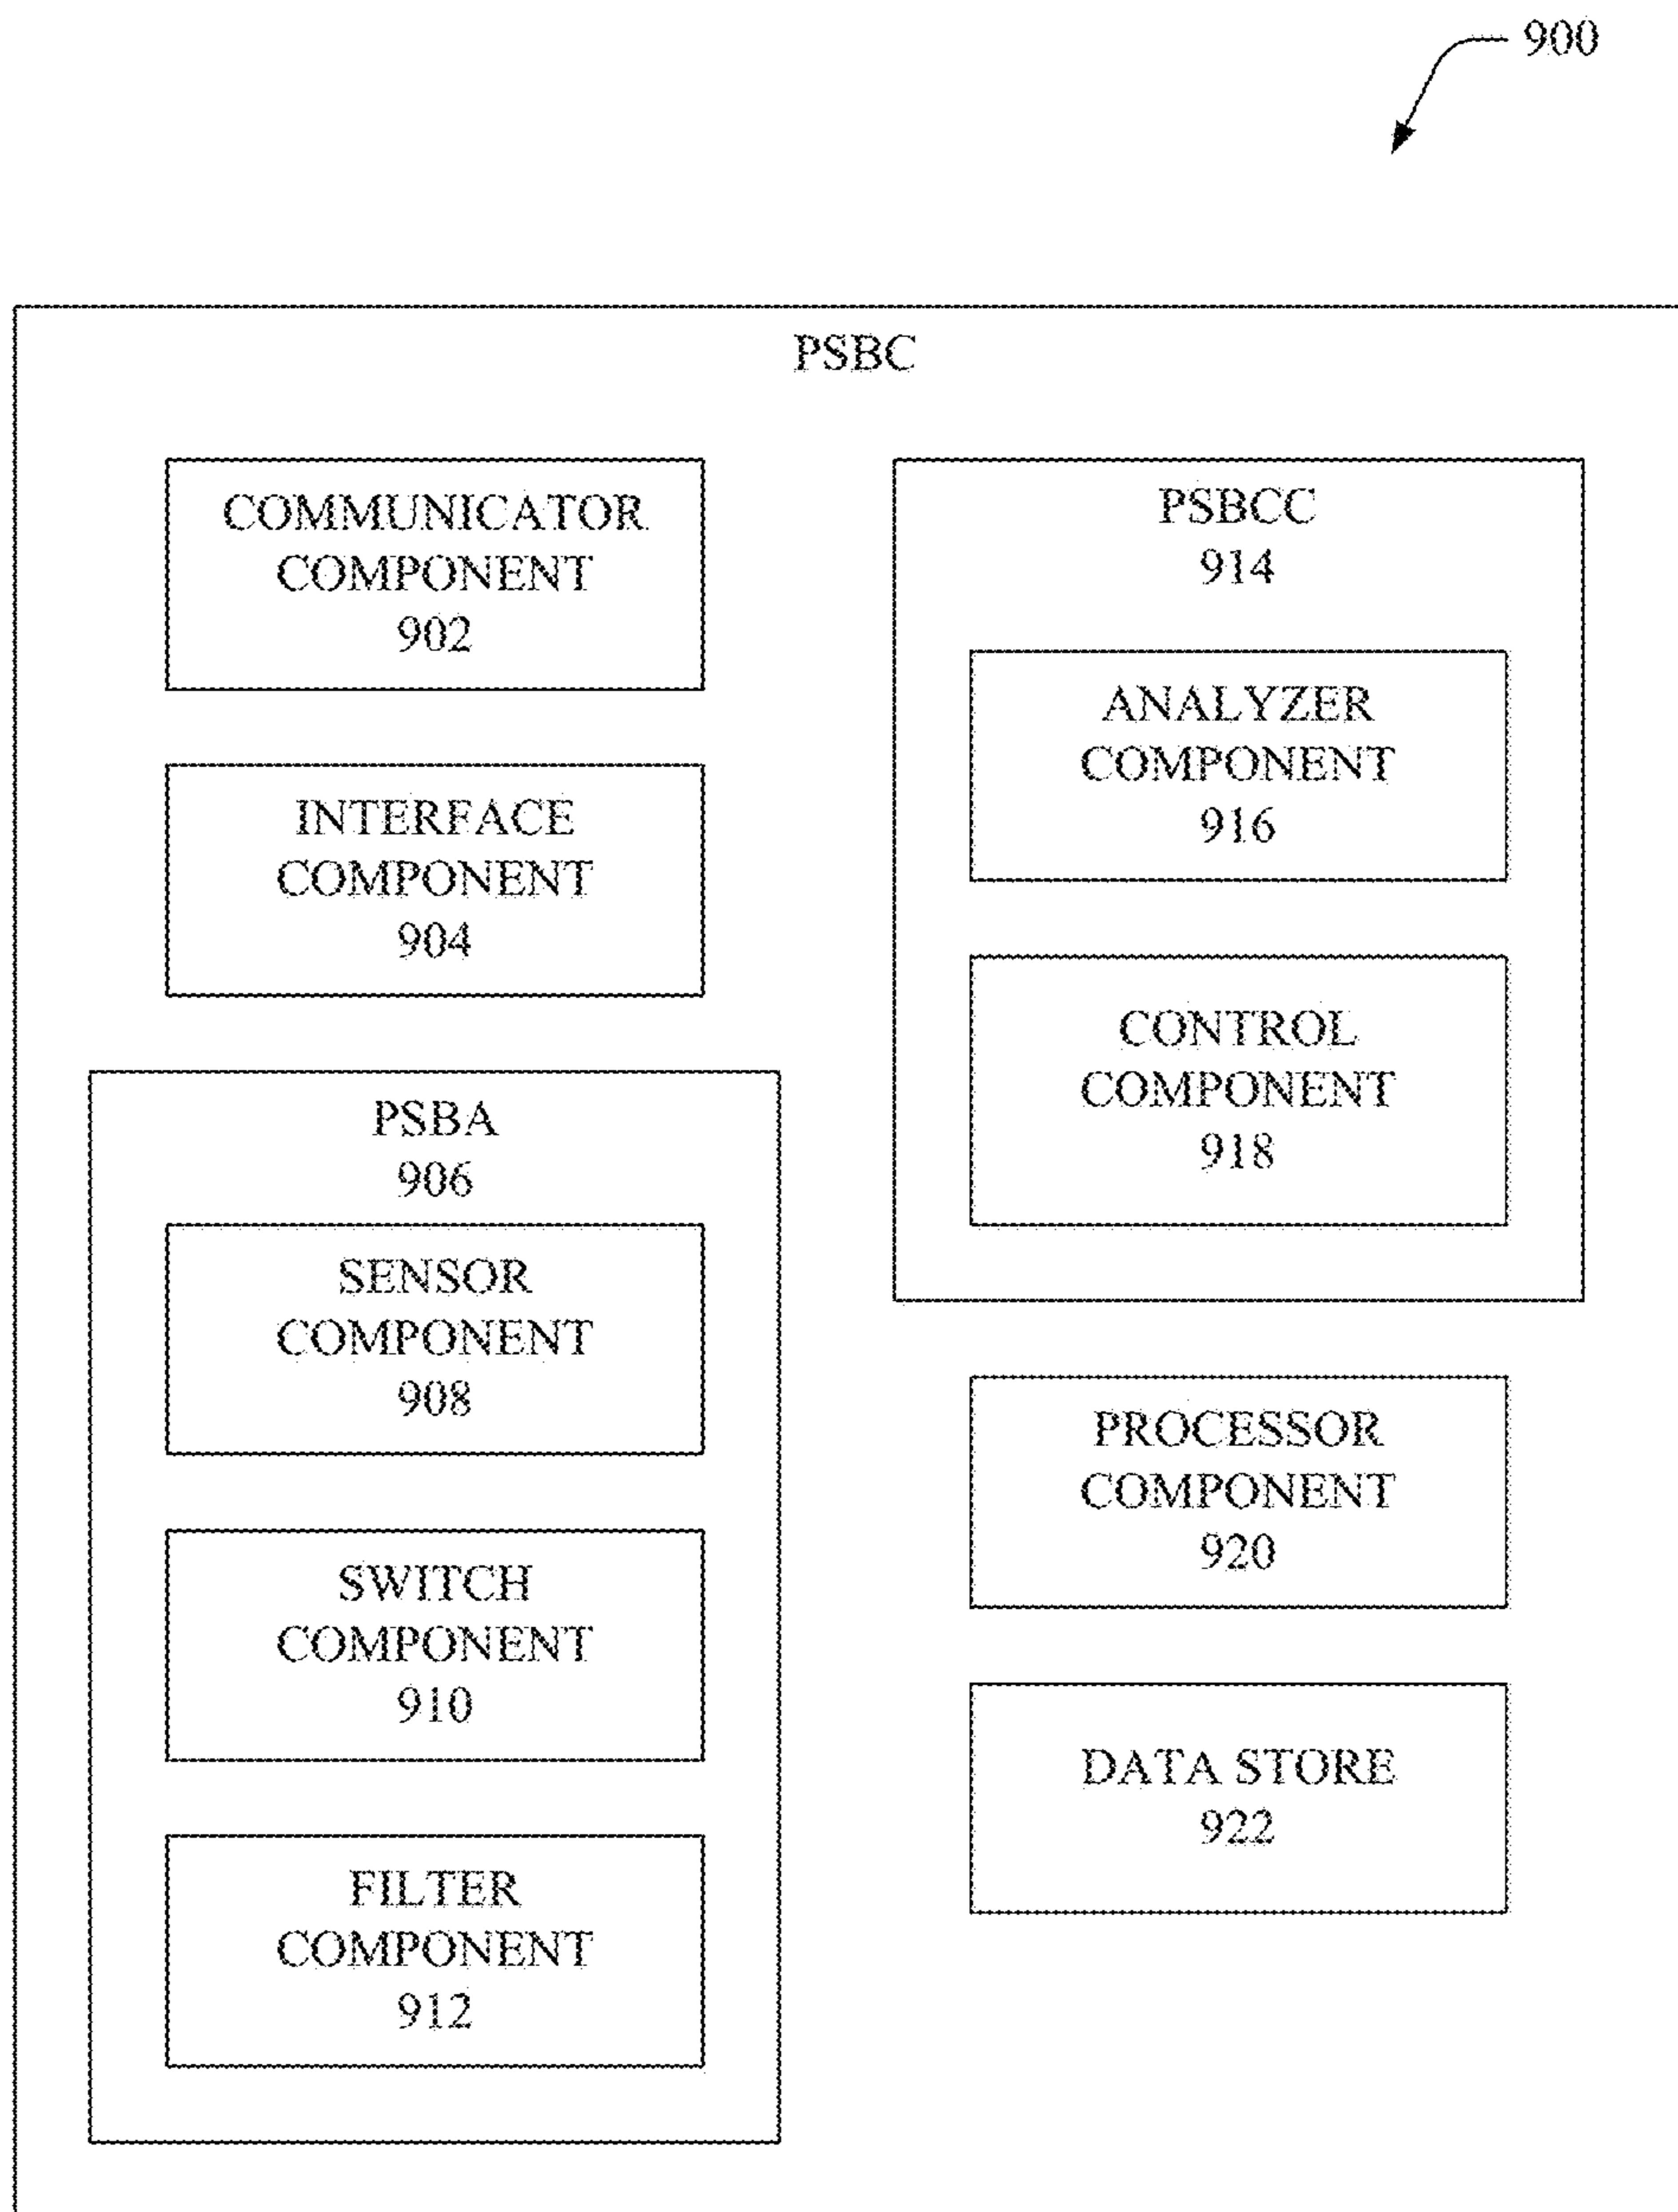 900
PSBC
COMMUNICATOR
COMPONENT
902
INTERFACE
COMPONENT
904
PSBA
906
SENSOR
COMPONENT
908
SWITCH
COMPONENT
910
FILTER
COMPONENT
912
PSBCC
914
ANALYZER
COMPONENT
916
CONTROL
COMPONENT
918
PROCESSOR
COMPONENT
920
DATA STORE
922